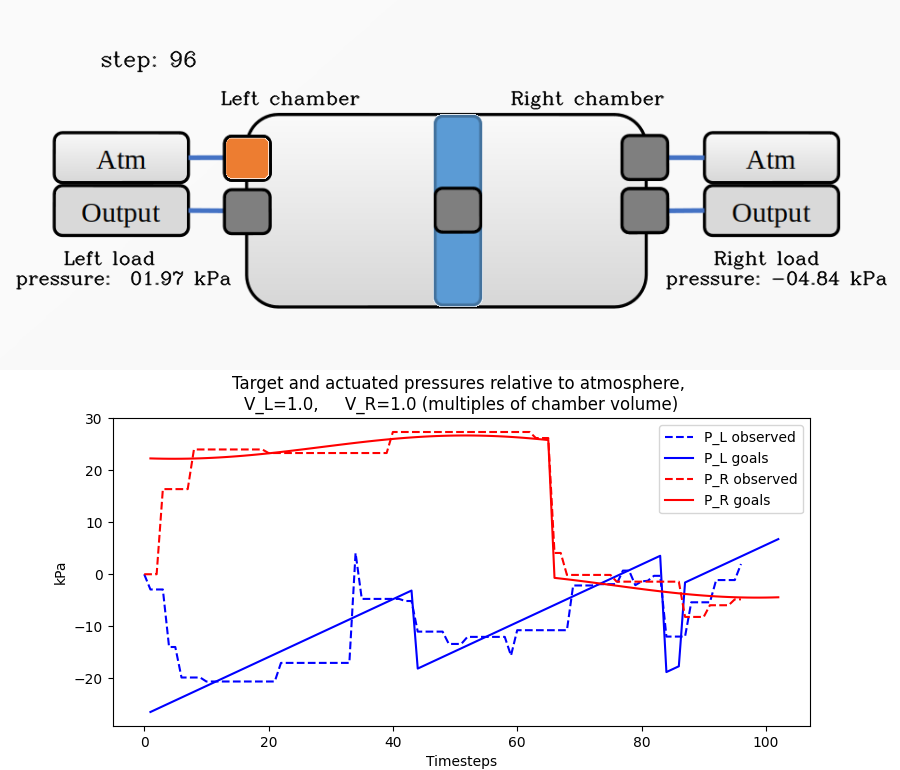 step: 96
Left chamber
Right chamber
Atm
Atm
Output
Output
Left load
pressure: 01.97 kPa
Right load
pressure: −04.84 kPa
Target and actuated pressures relative to atmosphere,
V_L=1.0, V_R=1.0 (multiples of chamber volume)
30
20
10
0
−10
−20
kPa
P_L observed
P_L goals
P_R observed
P_R goals
0 20 40 60 80 100
Timesteps